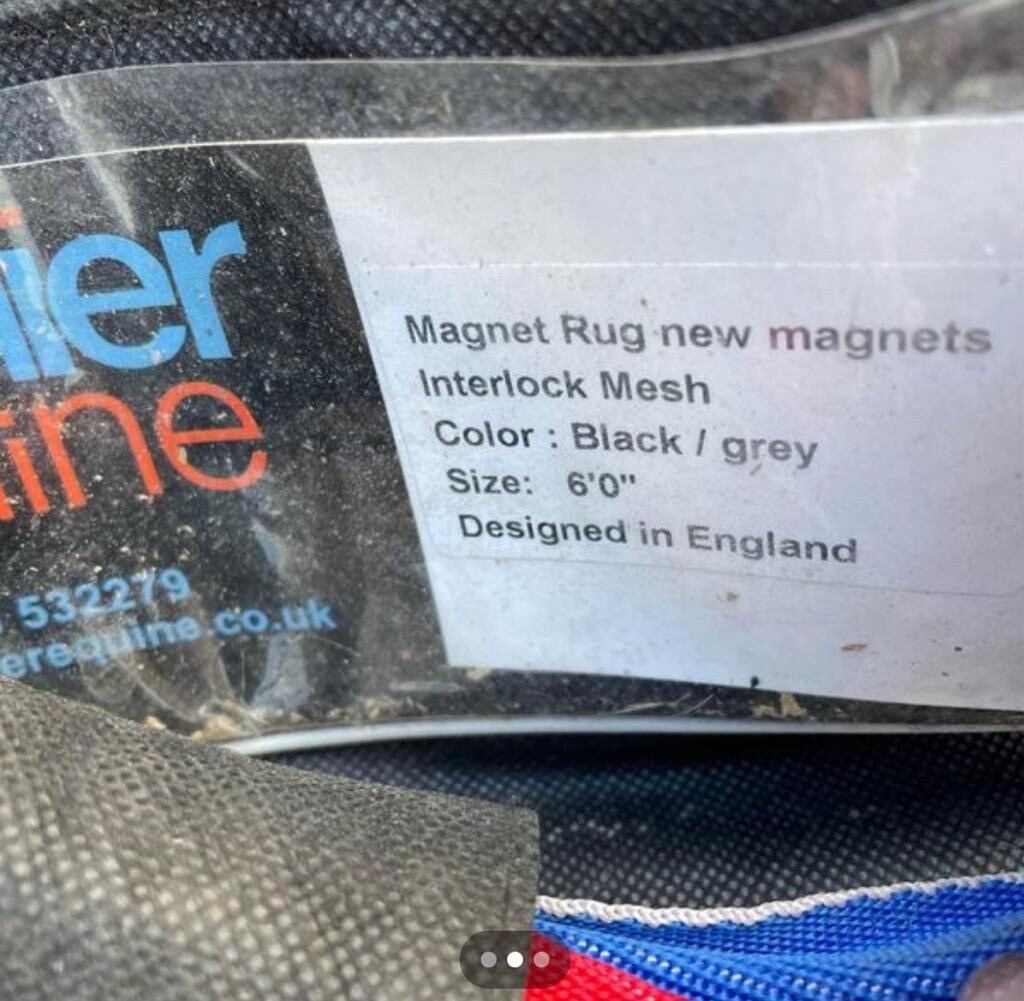 ier
ine
532279
erequine.co.uk
Magnet Rug new magnets
Interlock Mesh
Color : Black / grey
Size: 6'0"
Designed in England